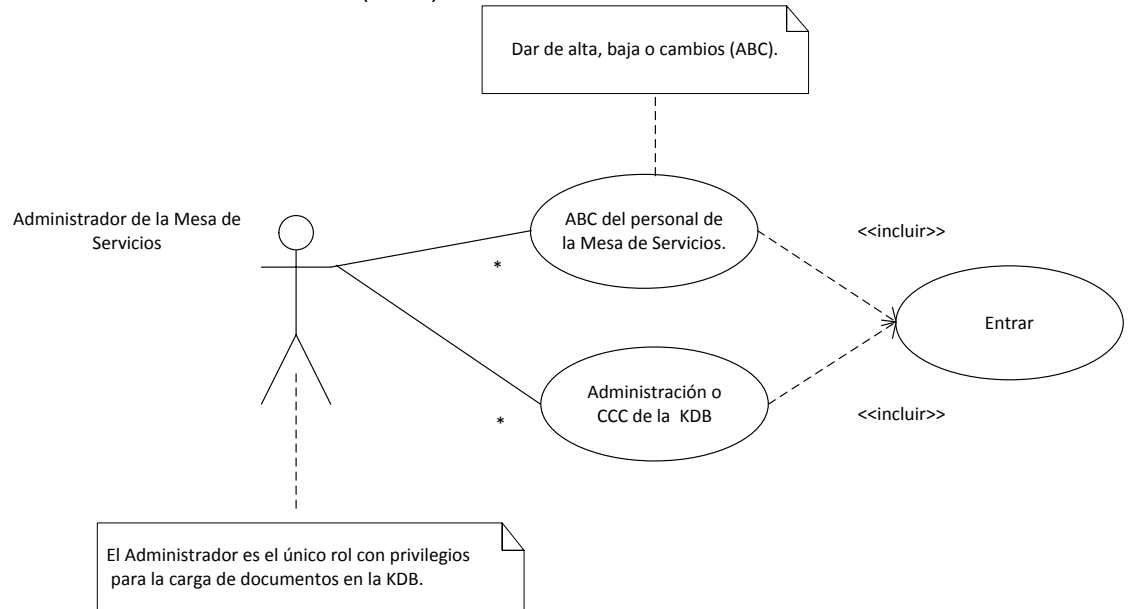 Dar de alta, baja o cambios (ABC).
Administrador de la Mesa de
Servicios
ABC del personal de
la Mesa de Servicios.
<<incluir>>
*
Entrar
Administración o
CCC de la KDB
*
<<incluir>>
El Administrador es el único rol con privilegios
para la carga de documentos en la KDB.